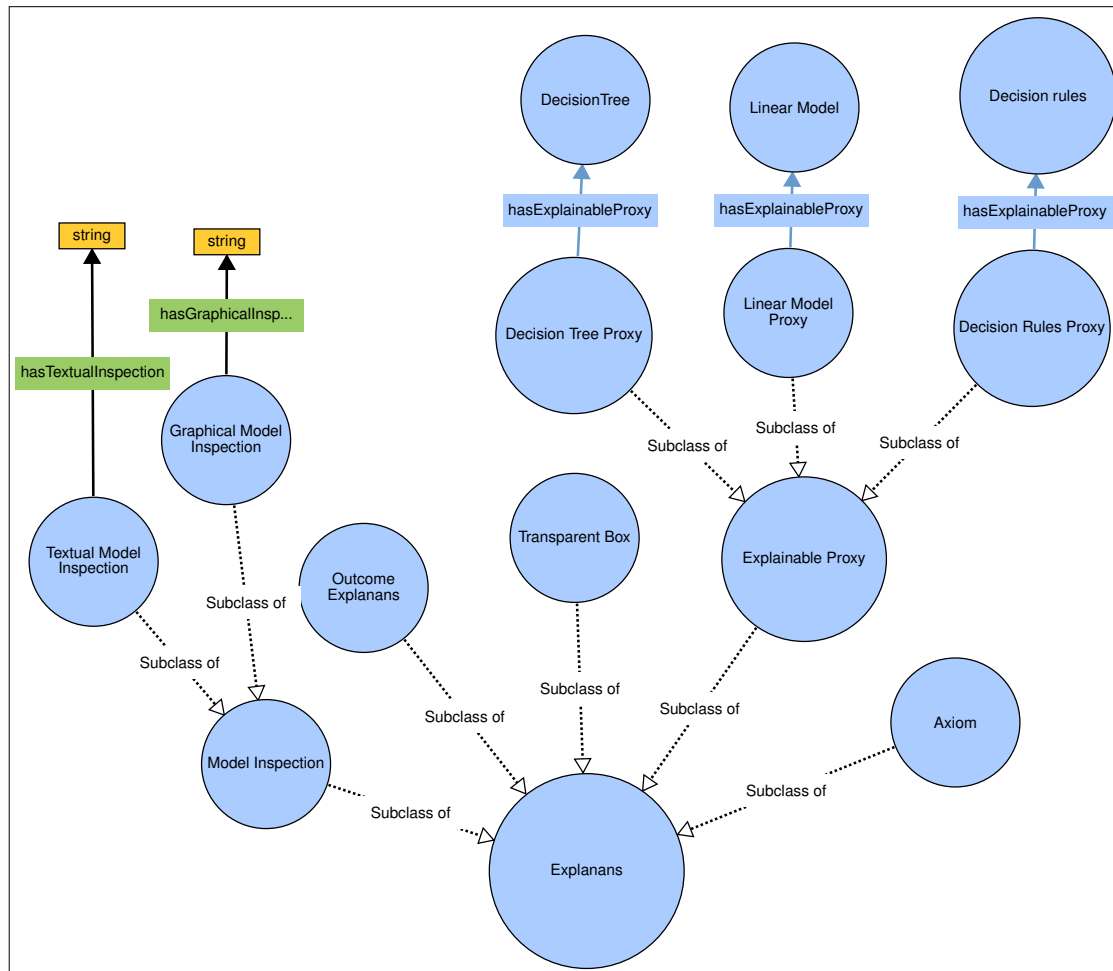 DecisionTree
Linear Model
Decision rules
hasExplainableProxy
hasExplainableProxy
hasExplainableProxy
string
string
hasGraphicalInsp...
hasTextualInspection
Decision Tree Proxy
Linear Model
Proxy
Decision Rules Proxy
Graphical Model
Inspection
Subclass of
Subclass of
Subclass of
Textual Model
Inspection
Outcome
Explanans
Transparent Box
Explainable Proxy
Subclass of
Subclass of
Subclass of
Subclass of
Subclass of
Axiom
Model Inspection
Subclass of
Subclass of
Explanans